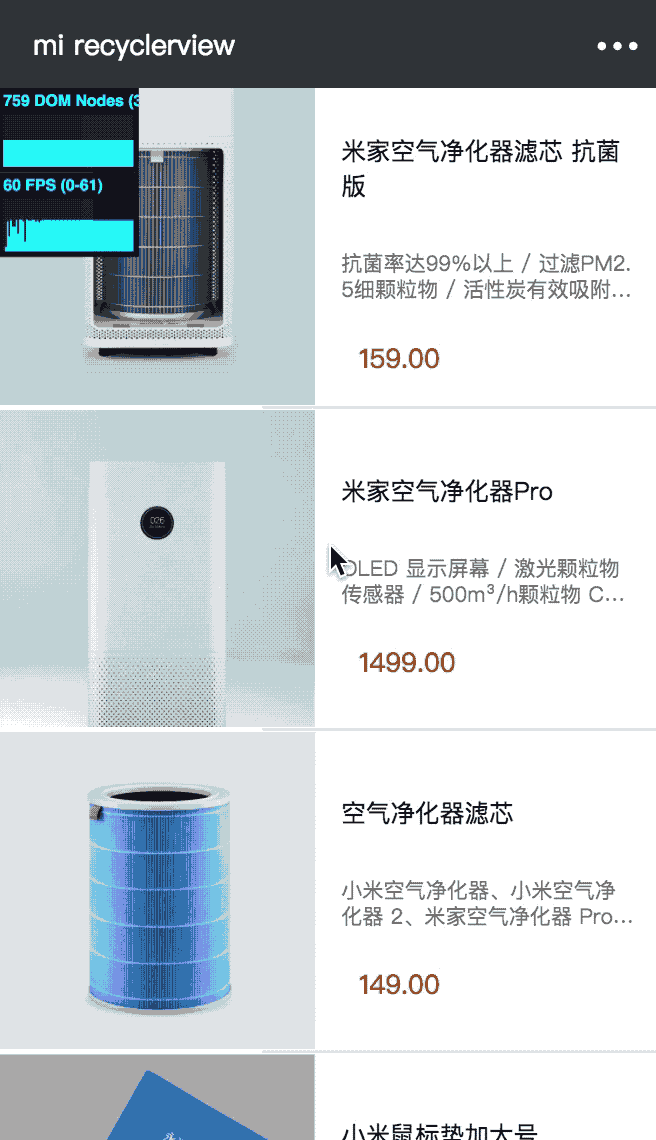 mi recyclerview
759 DOM Nodes (3
60 FPS (0-61)
米家空气净化器滤芯 抗菌
版
抗菌率达99%以上 / 过滤PM2.
5细颗粒物 / 活性炭有效吸附...
159.00
026
米家空气净化器Pro
OLED 显示屏幕 / 激光颗粒物
传感器 / 500m³/h颗粒物 C...
1499.00
空气净化器滤芯
小米空气净化器、小米空气净
化器 2、米家空气净化器 Pro...
149.00
小米鼠标垫加大号